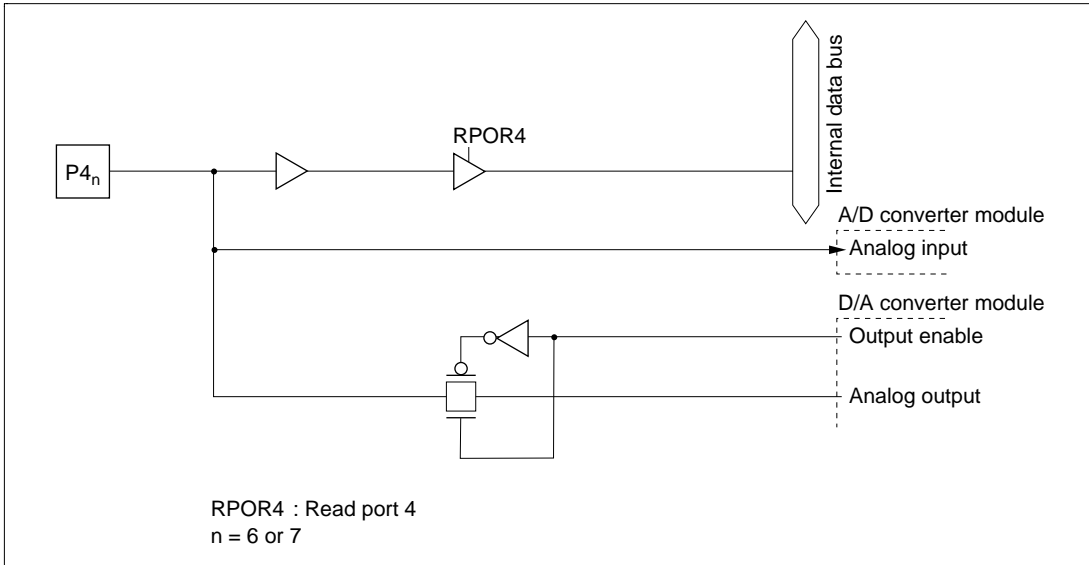 RPOR4
P4n
Internal data bus
A/D converter module
Analog input
D/A converter module
Output enable
Analog output
RPOR4 : Read port 4
n = 6 or 7